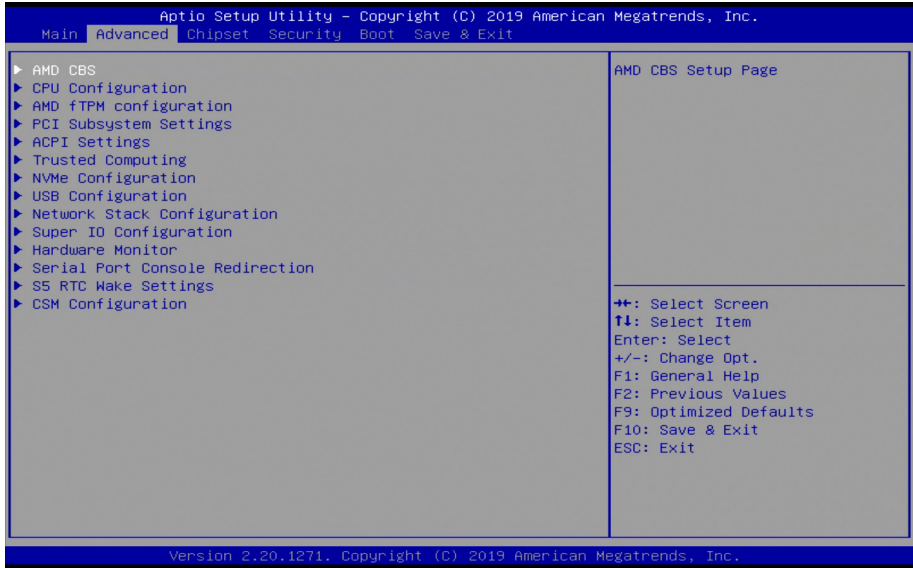 Aptio Setup Utility – Copyright (C) 2019 American Megatrends, Inc.
Main Advanced Chipset Security Boot Save & Exit
▶ AMD CBS
▶ CPU Configuration
▶ AMD fTPM configuration
▶ PCI Subsystem Settings
▶ ACPI Settings
▶ Trusted Computing
▶ NVMe Configuration
▶ USB Configuration
▶ Network Stack Configuration
▶ Super IO Configuration
▶ Hardware Monitor
▶ Serial Port Console Redirection
▶ S5 RTC Wake Settings
▶ CSM Configuration
AMD CBS Setup Page
→←: Select Screen
↑↓: Select Item
Enter: Select
+/-: Change Opt.
F1: General Help
F2: Previous Values
F9: Optimized Defaults
F10: Save & Exit
ESC: Exit
Version 2.20.1271. Copyright (C) 2019 American Megatrends, Inc.